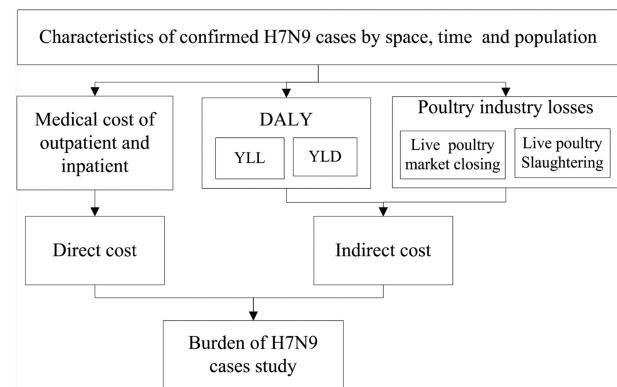 Characteristics of confirmed H7N9 cases by space, time and population
Medical cost of
outpatient and
inpatient
DALY
YLL
YLD
Poultry industry losses
Live poultry
market closing
Live poultry
Slaughtering
Direct cost
Indirect cost
Burden of H7N9
cases study